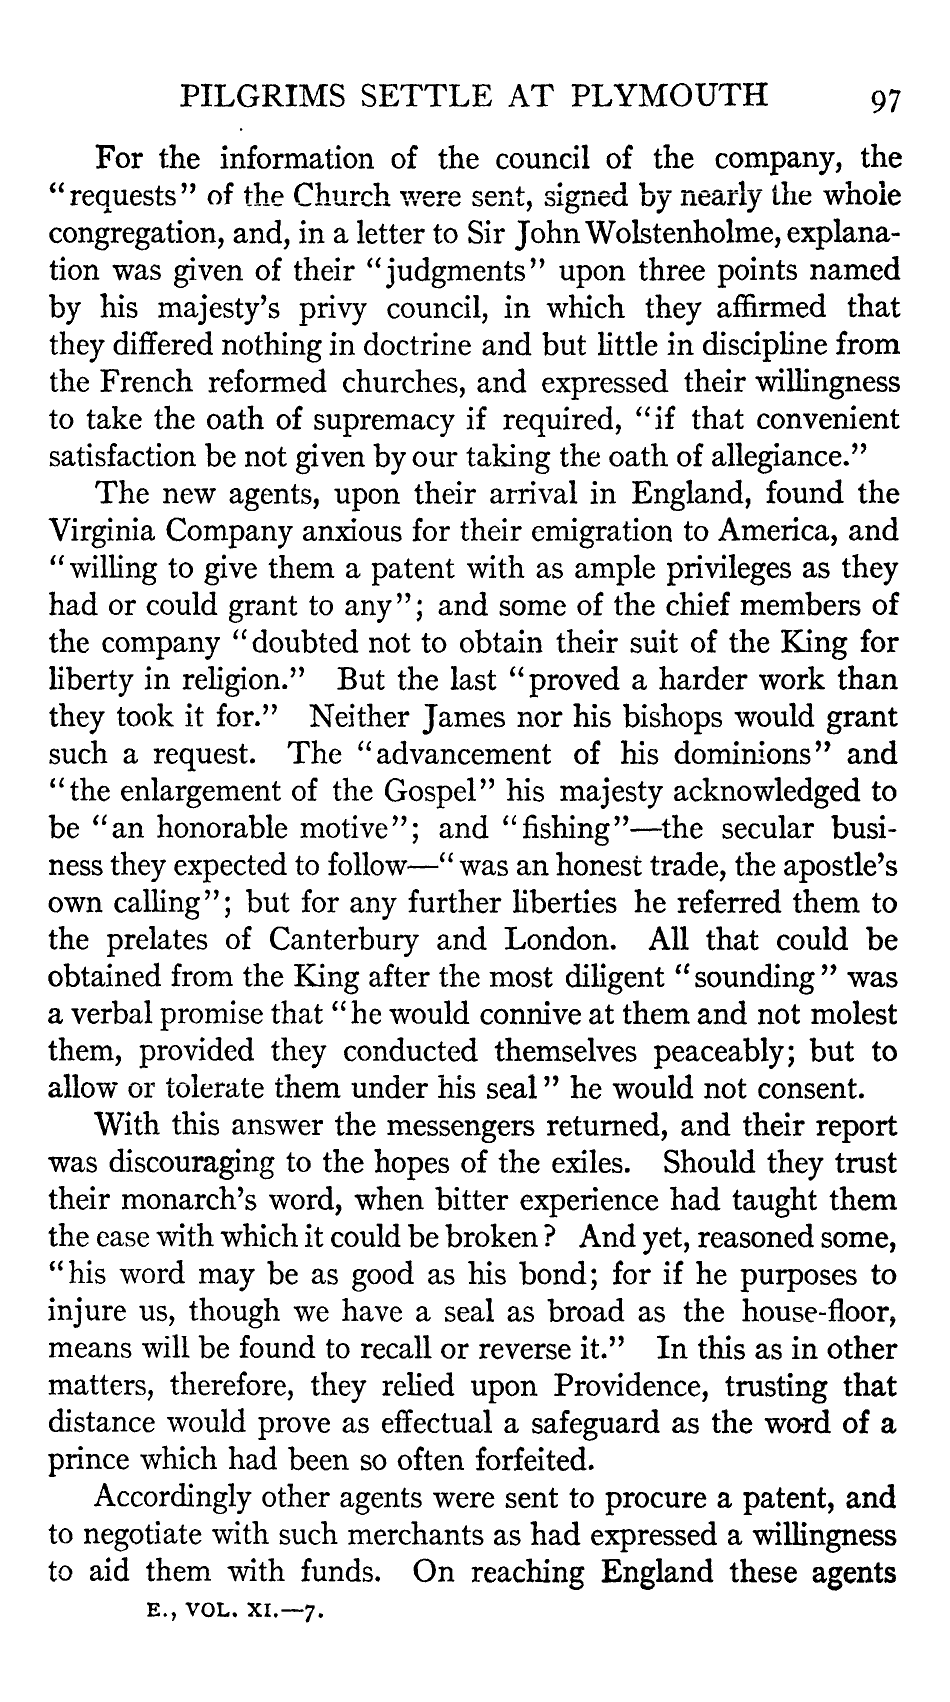 PILGRIMS SETTLE AT PLYMOUTH 97
For the information of the council of the company, the
"requests" of the Church were sent, signed by nearly the whole
congregation, and, in a letter to Sir John Wolstenholme, explana-
tion was given of their "judgments" upon three points named
by his majesty's privy council, in which they affirmed that
they differed nothing in doctrine and but little in discipline from
the French reformed churches, and expressed their willingness
to take the oath of supremacy if required, "if that convenient
satisfaction be not given by our taking the oath of allegiance."
The new agents, upon their arrival in England, found the
Virginia Company anxious for their emigration to America, and
"willing to give them a patent with as ample privileges as they
had or could grant to any"; and some of the chief members of
the company "doubted not to obtain their suit of the King for
liberty in religion." But the last "proved a harder work than
they took it for." Neither James nor his bishops would grant
such a request. The "advancement of his dominions" and
"the enlargement of the Gospel" his majesty acknowledged to
be "an honorable motive"; and "fishing"—the secular busi-
ness they expected to follow—"was an honest trade, the apostle's
own calling"; but for any further liberties he referred them to
the prelates of Canterbury and London. All that could be
obtained from the King after the most diligent "sounding" was
a verbal promise that "he would connive at them and not molest
them, provided they conducted themselves peaceably; but to
allow or tolerate them under his seal" he would not consent.
With this answer the messengers returned, and their report
was discouraging to the hopes of the exiles. Should they trust
their monarch's word, when bitter experience had taught them
the ease with which it could be broken? And yet, reasoned some,
"his word may be as good as his bond; for if he purposes to
injure us, though we have a seal as broad as the house-floor,
means will be found to recall or reverse it." In this as in other
matters, therefore, they relied upon Providence, trusting that
distance would prove as effectual a safeguard as the word of a
prince which had been so often forfeited.
Accordingly other agents were sent to procure a patent, and
to negotiate with such merchants as had expressed a willingness
to aid them with funds. On reaching England these agents
E., VOL. XI.—7.